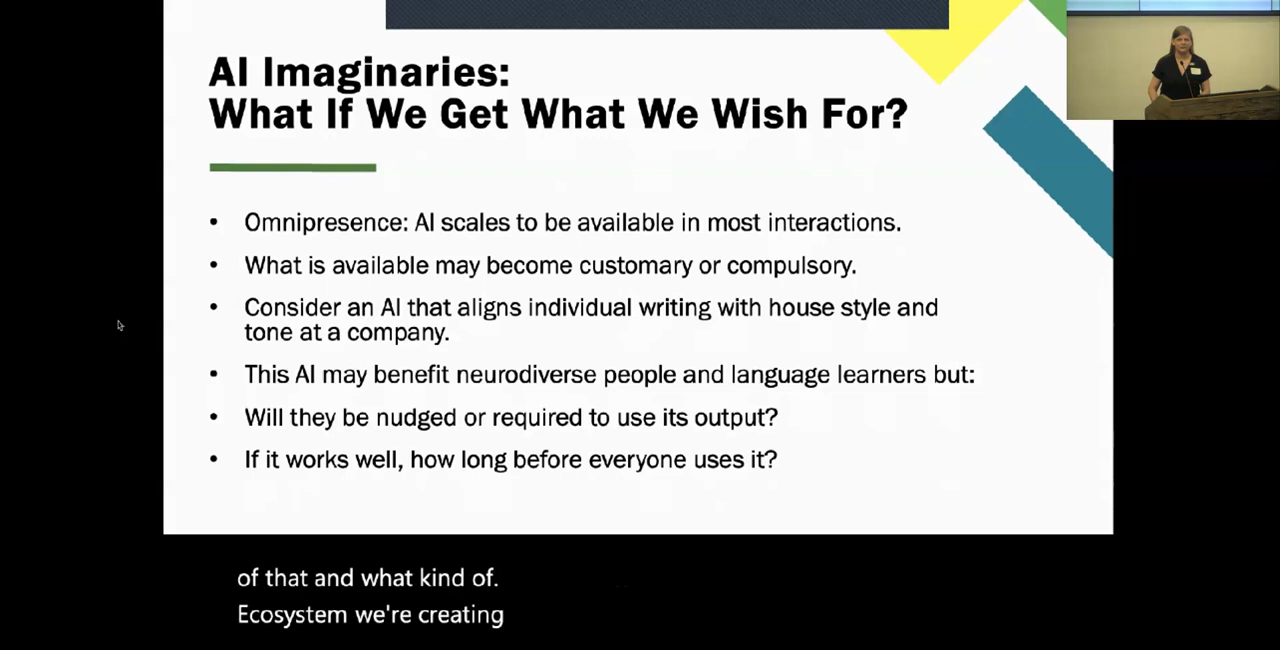 AI Imaginaries:
What If We Get What We Wish For?
• Omnipresence: AI scales to be available in most interactions.
• What is available may become customary or compulsory.
• Consider an AI that aligns individual writing with house style and
tone at a company.
• This AI may benefit neurodiverse people and language learners but:
• Will they be nudged or required to use its output?
• If it works well, how long before everyone uses it?
of that and what kind of.
Ecosystem we're creating